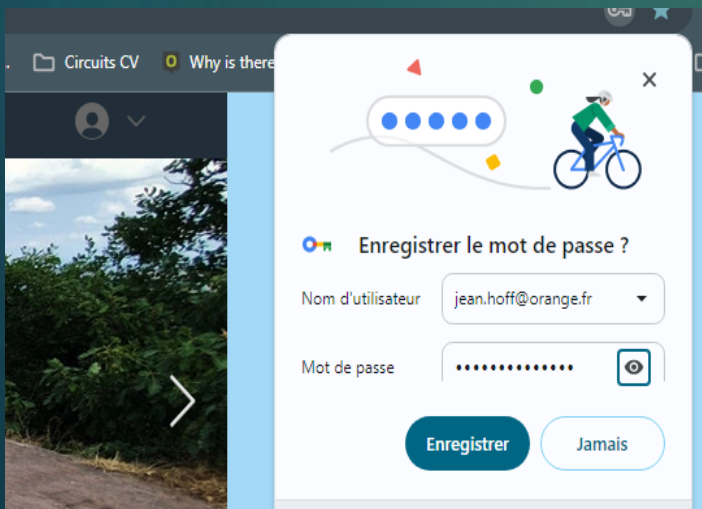 Circuits CV
Why is there
Enregistrer le mot de passe ?
Nom d'utilisateur jean.hoff@orange.fr
Mot de passe ••••••••••••••
Enregistrer Jamais